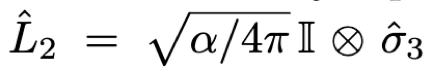 L̂₂ = √α/4π 𝕀 ⊗ σ̂₃